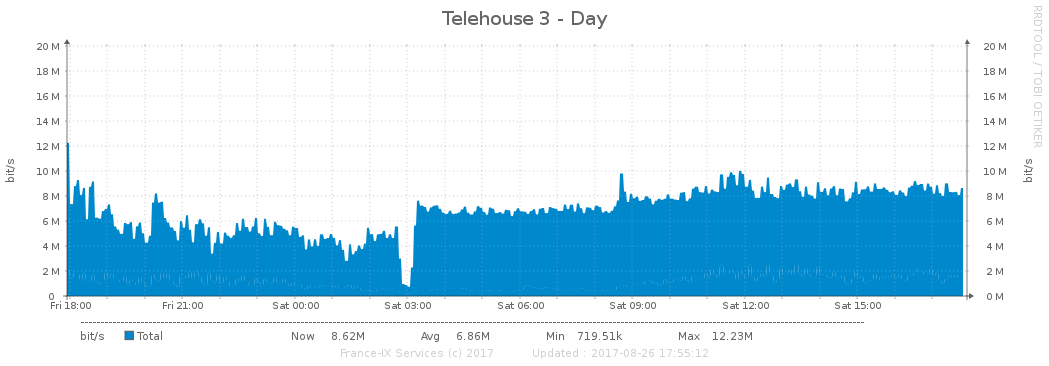 Telehouse 3 - Day
RRDTOOL / TOBI OETIKER
20 M 20 M
18 M 18 M
16 M 16 M
14 M 14 M
12 M 12 M
10 M 10 M
8 M 8 M
6 M 6 M
4 M 4 M
2 M 2 M
0 0 M
bit/s bit/s
Fri 18:00 Fri 21:00 Sat 00:00 Sat 03:00 Sat 06:00 Sat 09:00 Sat 12:00 Sat 15:00
bit/s Total Now 8.62M Avg 6.86M Min 719.51k Max 12.23M
France-IX Services (c) 2017 Updated : 2017-08-26 17:55:12